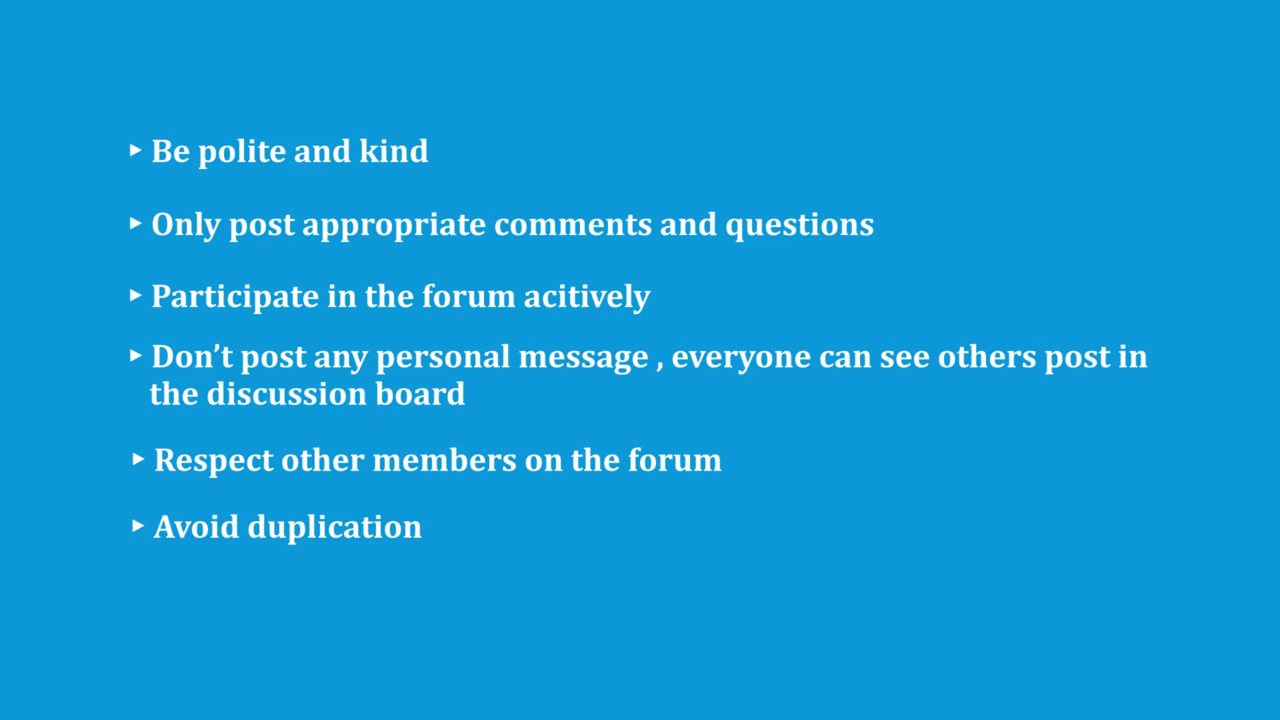 ▸ Be polite and kind
▸ Only post appropriate comments and questions
▸ Participate in the forum acitively
▸ Don’t post any personal message , everyone can see others post in
the discussion board
▸ Respect other members on the forum
▸ Avoid duplication